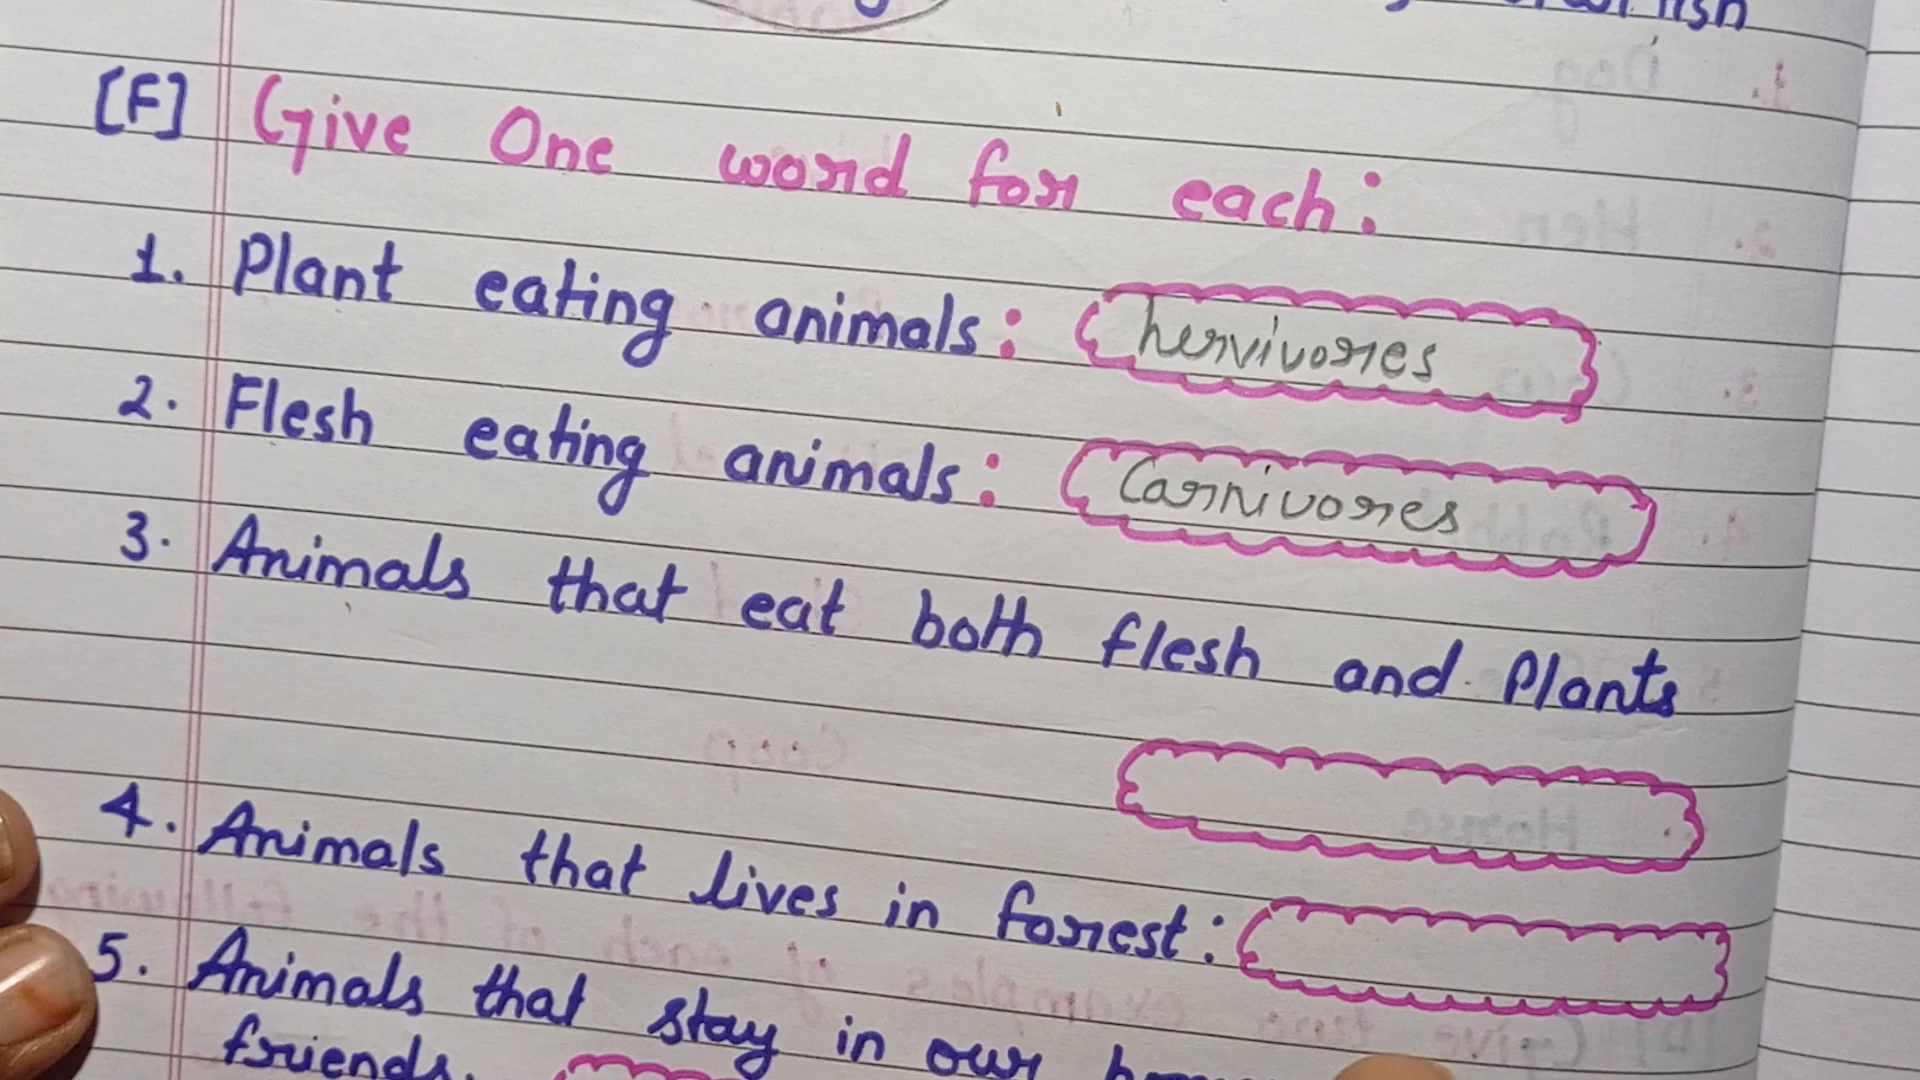 [F] Give One word for each:
1. Plant eating animals: hervivores
2. Flesh eating animals: Carnivores
3. Animals that eat both flesh and Plants
4. Animals that lives in forest:
5. Animals that stay in our
friends.